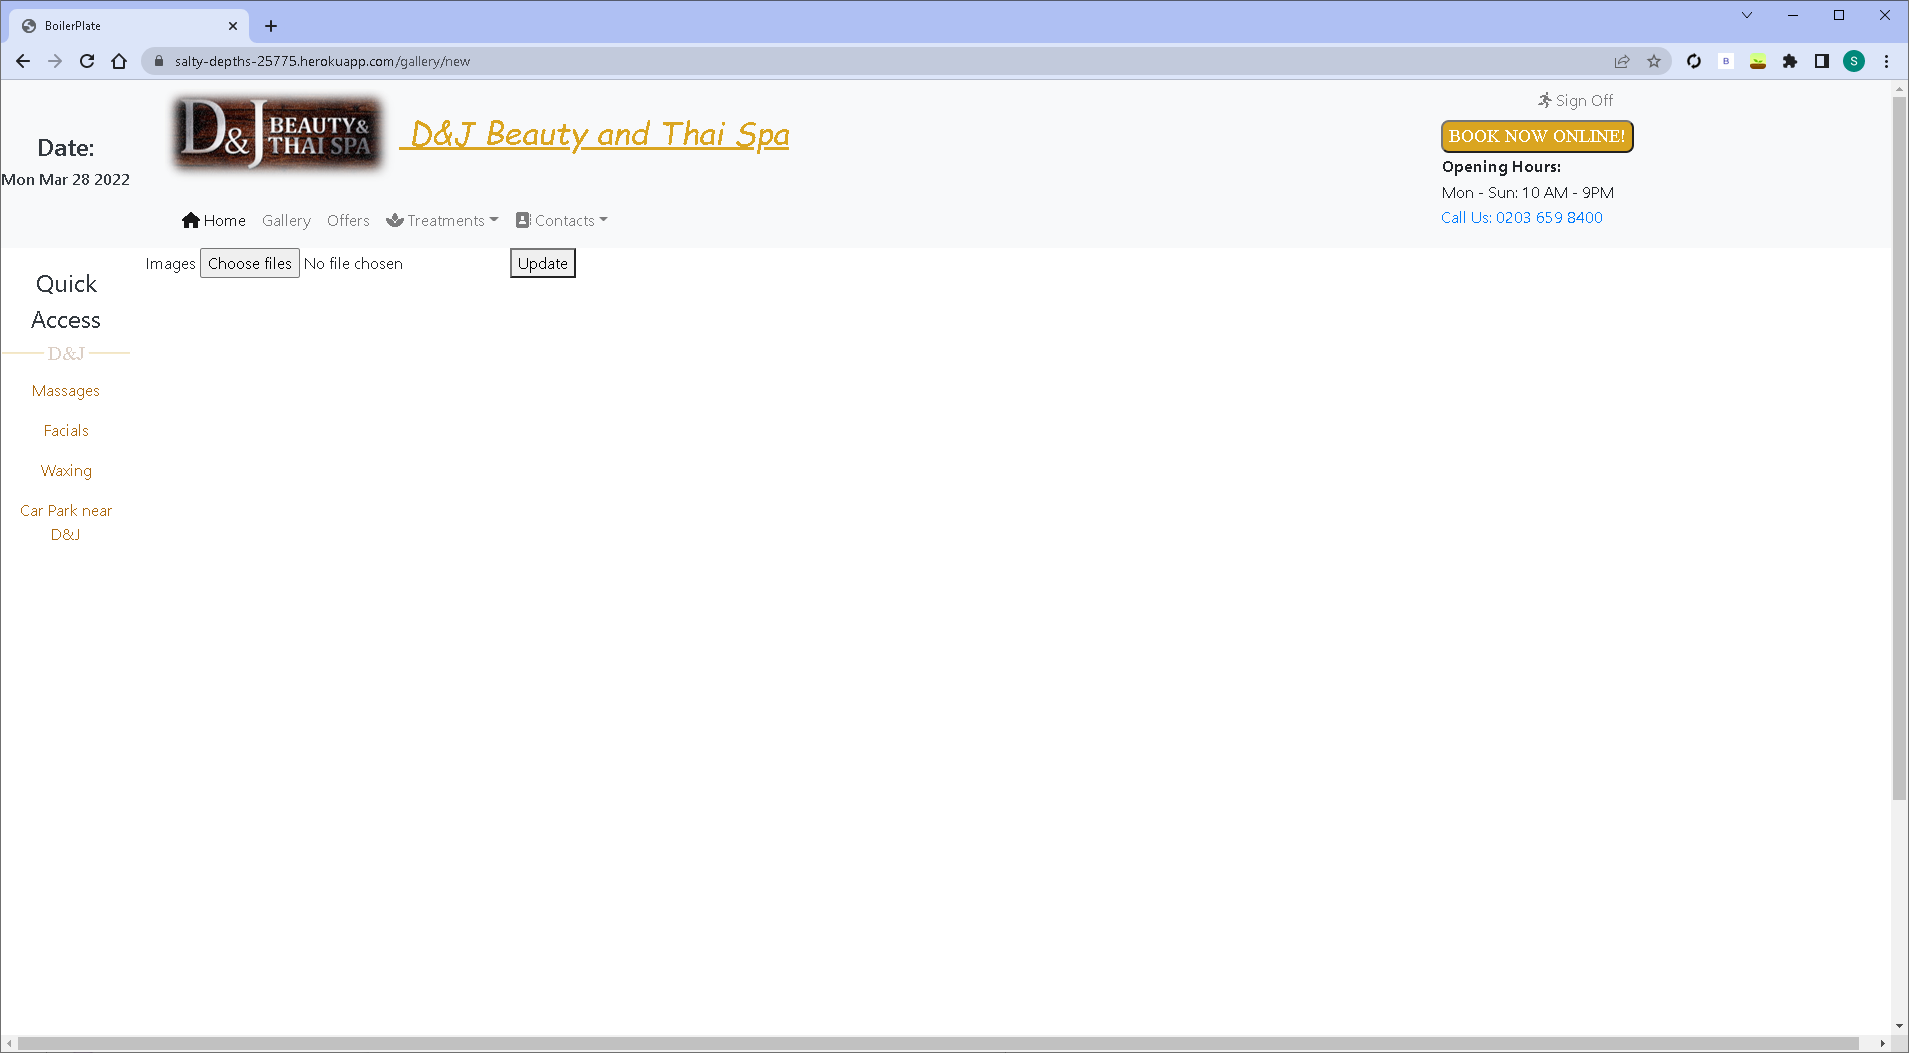 BoilerPlate
salty-depths-25775.herokuapp.com/gallery/new
B
S
Date:
Mon Mar 28 2022
D&J BEAUTY& THAI SPA
D&J Beauty and Thai Spa
Sign Off
BOOK NOW ONLINE!
Opening Hours:
Mon - Sun: 10 AM - 9PM
Call Us: 0203 659 8400
Home Gallery Offers Treatments Contacts
Images Choose files No file chosen Update
Quick
Access
D&J
Massages
Facials
Waxing
Car Park near
D&J